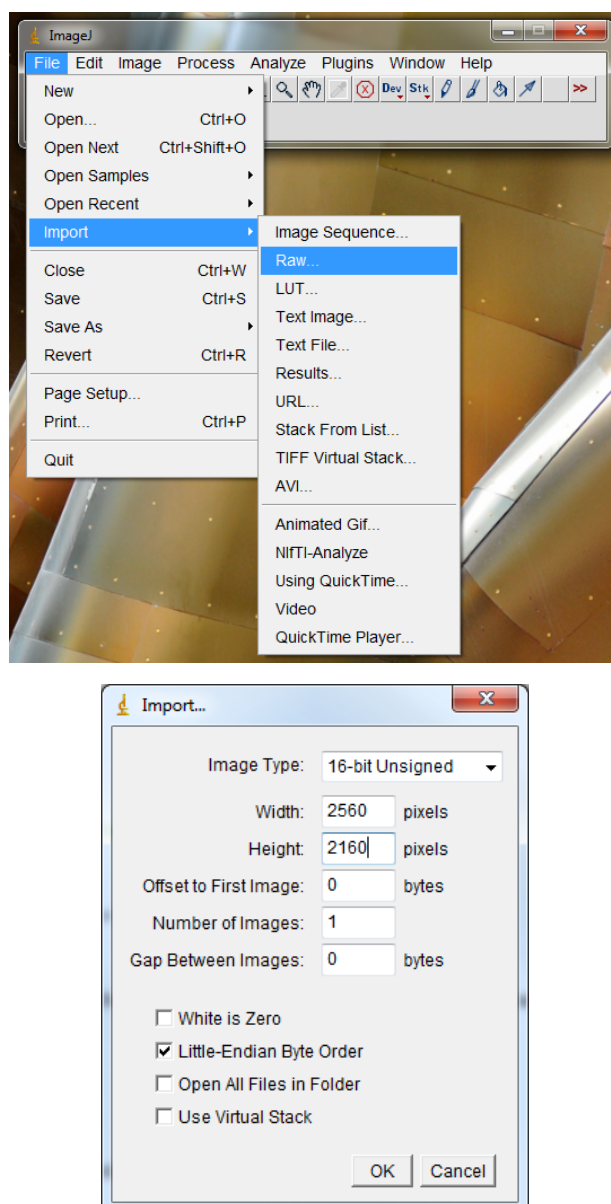 ImageJ
File Edit Image Process Analyze Plugins Window Help
Dev Stk >>
New
Open... Ctrl+O
Open Next Ctrl+Shift+O
Open Samples
Open Recent
Import
Close Ctrl+W
Save Ctrl+S
Save As
Revert Ctrl+R
Page Setup...
Print... Ctrl+P
Quit
Image Sequence...
Raw...
LUT...
Text Image...
Text File...
Results...
URL...
Stack From List...
TIFF Virtual Stack...
AVI...
Animated Gif...
NIfTI-Analyze
Using QuickTime...
Video
QuickTime Player...
Import...
Image Type: 16-bit Unsigned
Width: 2560 pixels
Height: 2160 pixels
Offset to First Image: 0 bytes
Number of Images: 1
Gap Between Images: 0 bytes
White is Zero
Little-Endian Byte Order
Open All Files in Folder
Use Virtual Stack
OK Cancel